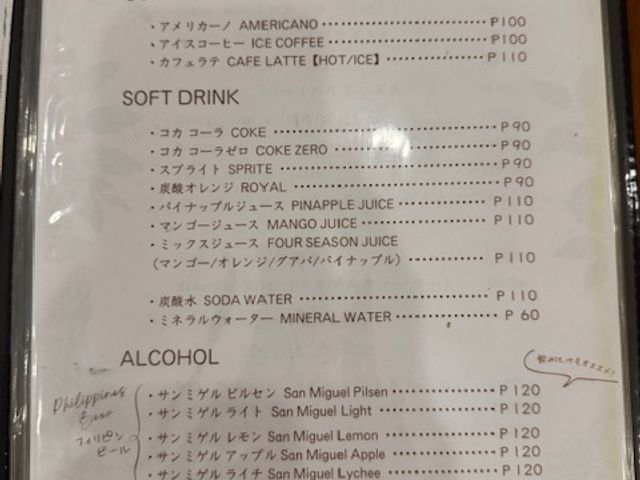 ・アメリカーノ AMERICANO ・・・・・・・・・・・・・・・・・・・・ P100
・アイスコーヒー ICE COFFEE ・・・・・・・・・・・・・・・・・・・・ P100
・カフェラテ CAFE LATTE【HOT/ICE】 ・・・・・・・・・・・・・・ P110
SOFT DRINK
・コカ コーラ COKE ・・・・・・・・・・・・・・・・・・・・ P90
・コカ コーラゼロ COKE ZERO ・・・・・・・・・・・・・・・・・・・・ P90
・スプライト SPRITE ・・・・・・・・・・・・・・・・・・・・ P90
・炭酸オレンジ ROYAL ・・・・・・・・・・・・・・・・・・・・ P90
・パイナップルジュース PINAPPLE JUICE ・・・・・・・・・・・・ P110
・マンゴージュース MANGO JUICE ・・・・・・・・・・・・・・ P110
・ミックスジュース FOUR SEASON JUICE
（マンゴー/オレンジ/グアバ/パイナップル） ・・・・・・・・・・ P110
・炭酸水 SODA WATER ・・・・・・・・・・・・・・・・・・・・ P110
・ミネラルウォーター MINERAL WATER ・・・・・・・・・・・・ P 60
ALCOHOL
Philippines
Beer
フィリピン
ビール
・サンミゲル ピルセン San Miguel Pilsen ・・・・・・・・・・・・ P120
・サンミゲル ライト San Miguel Light ・・・・・・・・・・・・・・ P120
・サンミゲル レモン San Miguel Lemon ・・・・・・・・・・・・ P120
・サンミゲル アップル San Miguel Apple ・・・・・・・・・・・・ P120
・サンミゲル ライチ San Miguel Lychee ・・・・・・・・・・・・ P120